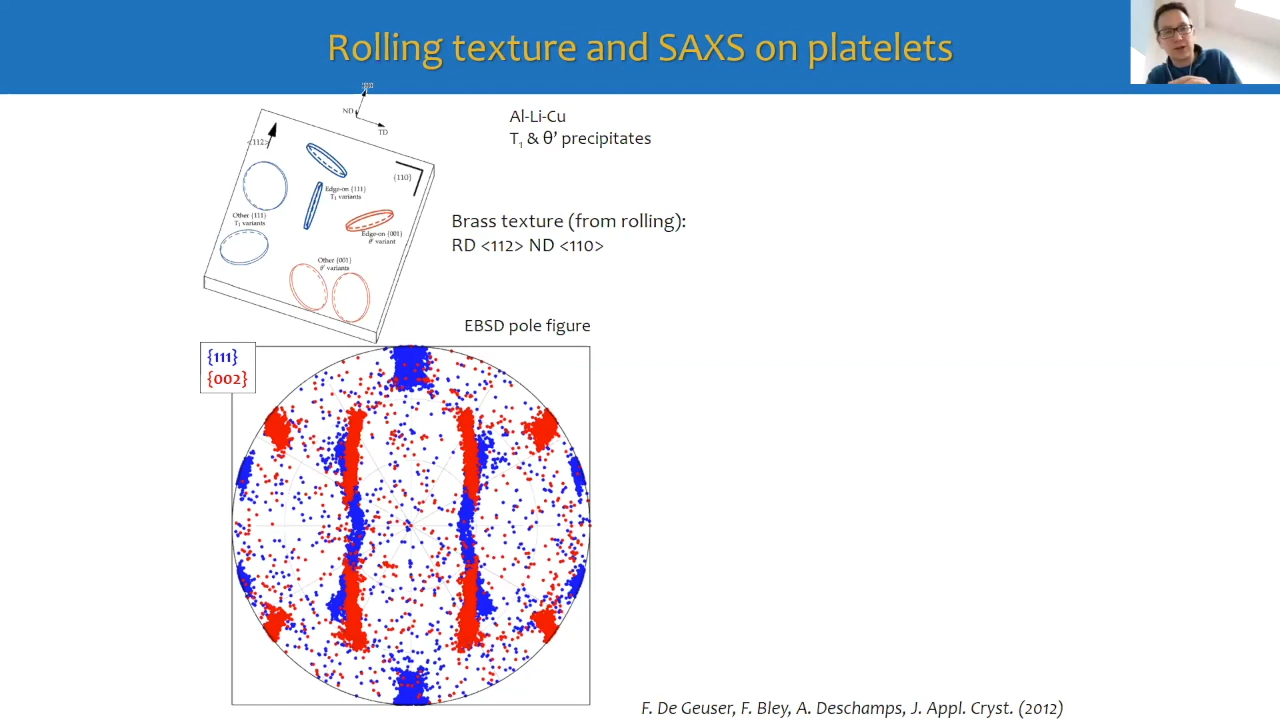 Rolling texture and SAXS on platelets
ND
TD
<112>
{110}
Edge-on {111}
T₁ variants
Other {111}
T₁ variants
Edge-on {001}
θ' variant
Other {001}
θ' variants
Al-Li-Cu
T₁ & θ’ precipitates
Brass texture (from rolling):
RD <112> ND <110>
EBSD pole figure
{111}
{002}
F. De Geuser, F. Bley, A. Deschamps, J. Appl. Cryst. (2012)